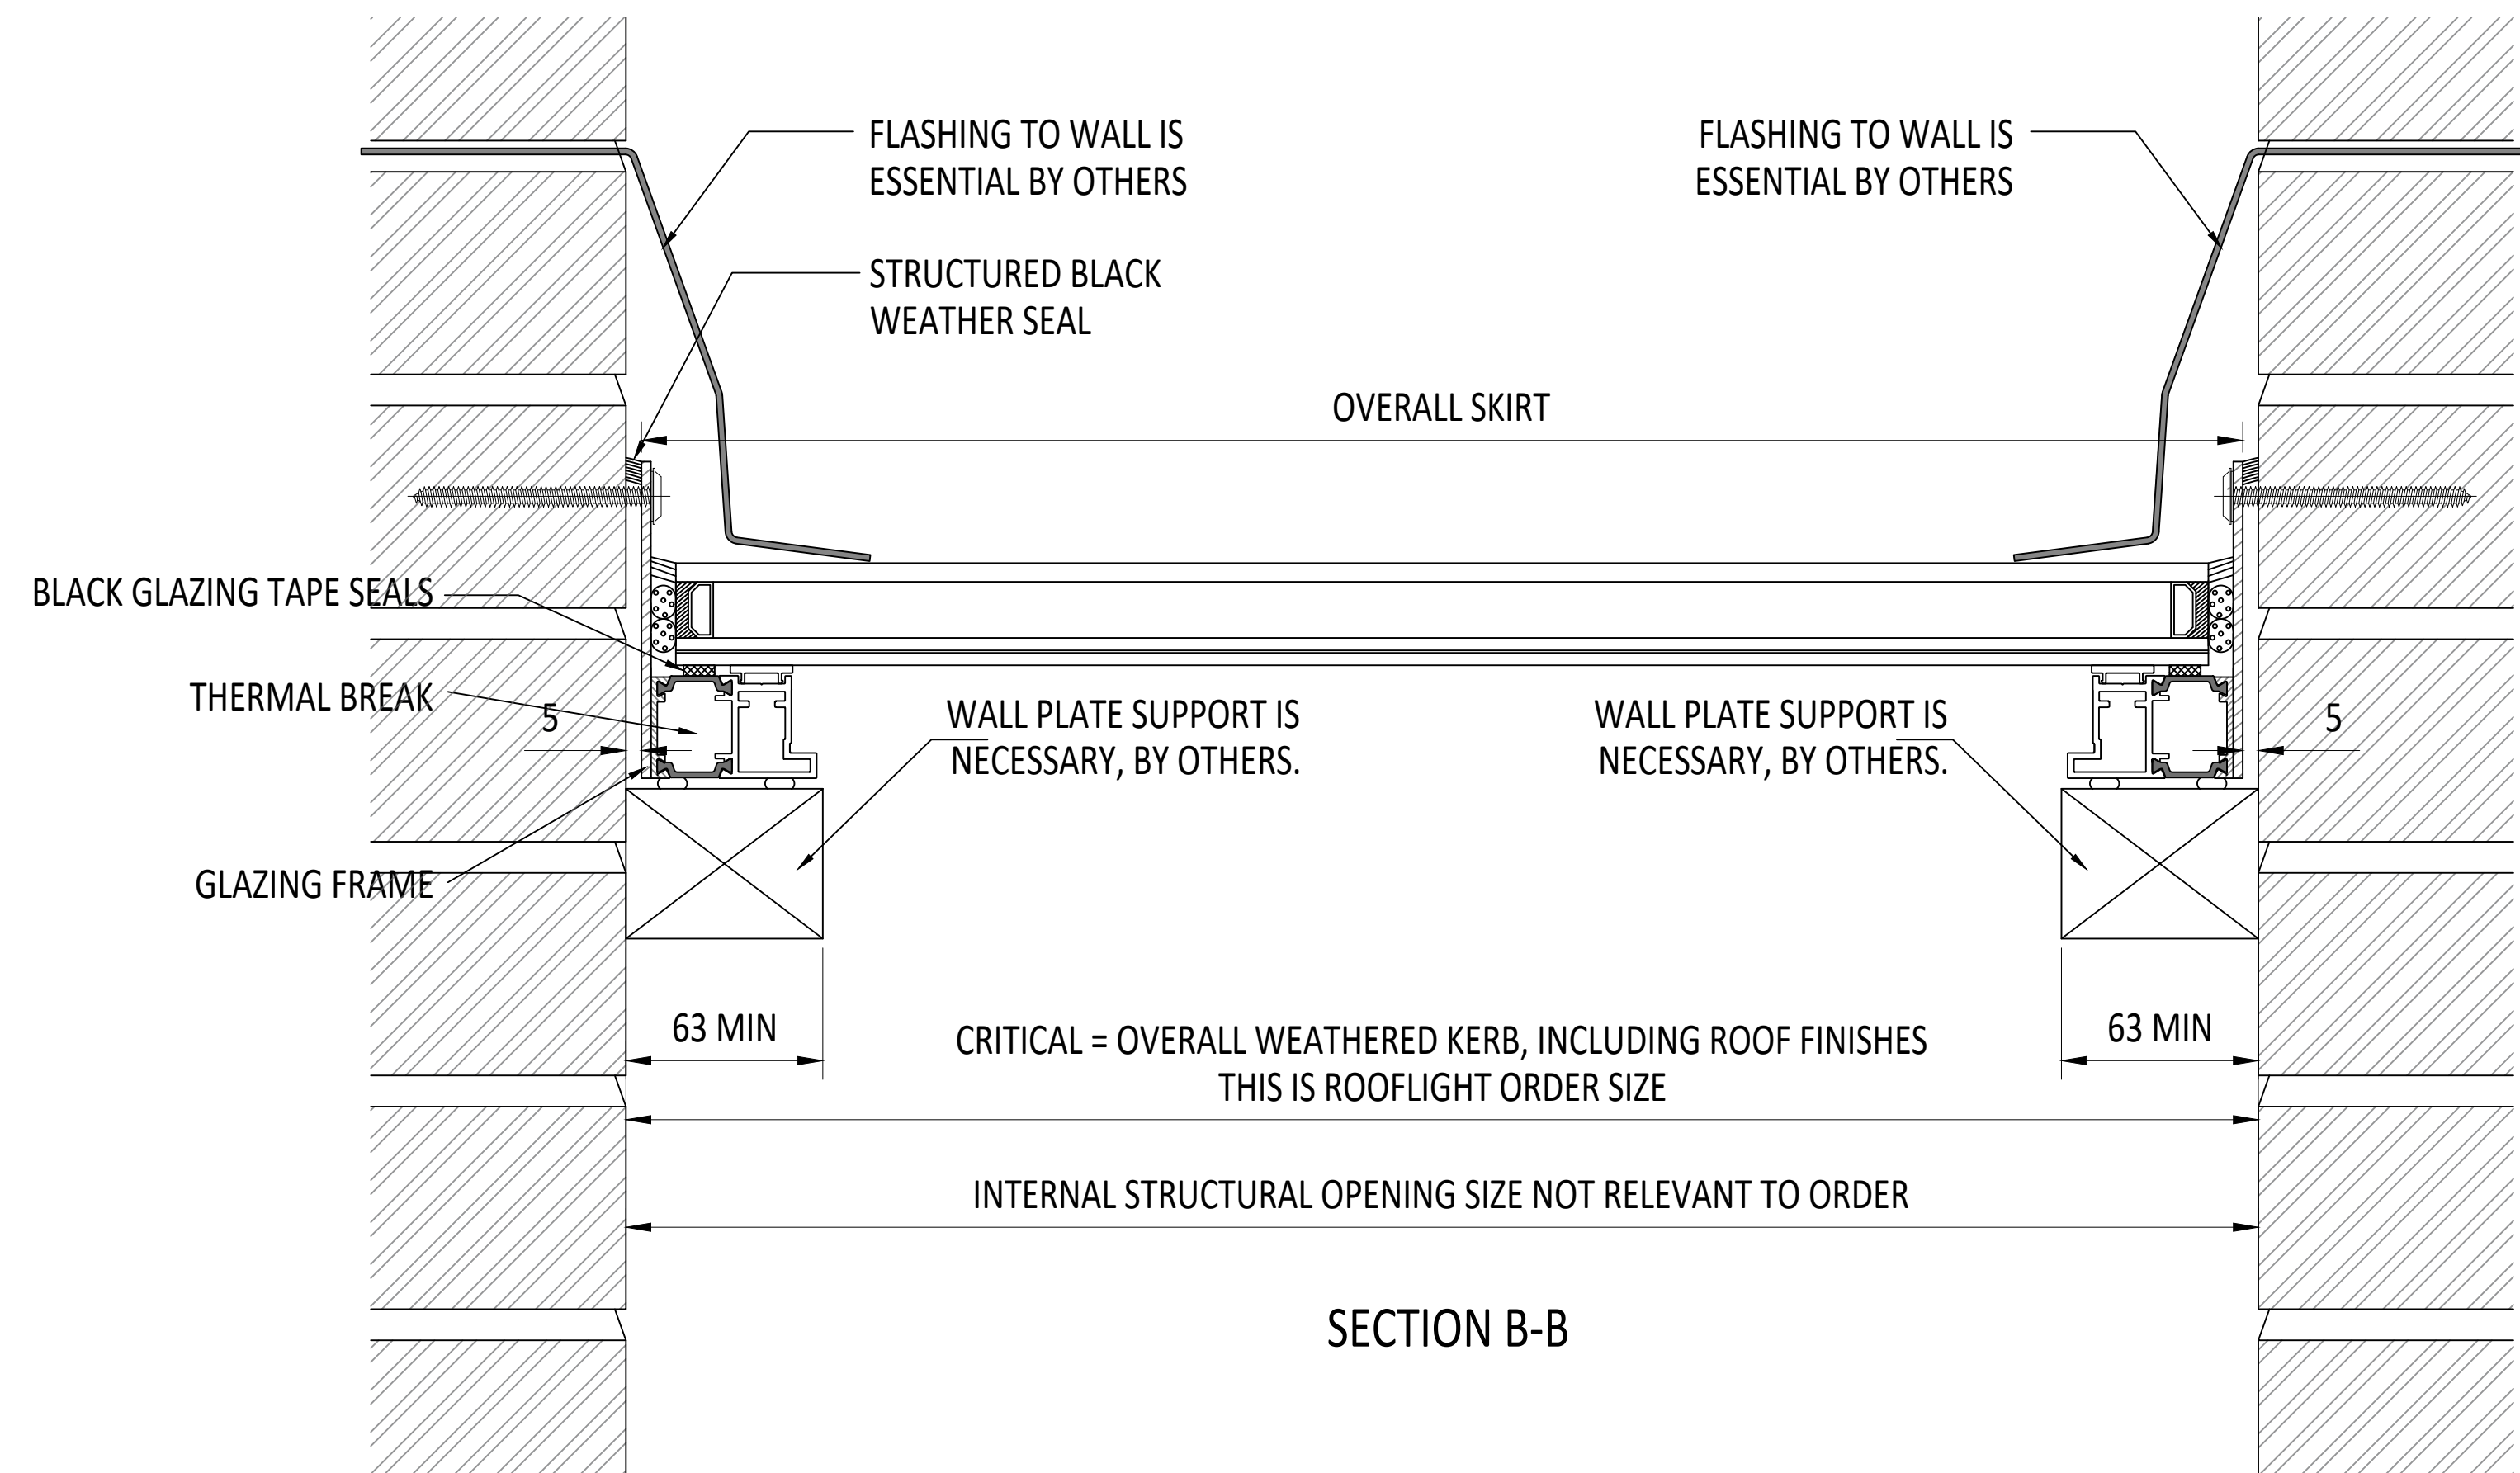 FLASHING TO WALL IS
ESSENTIAL BY OTHERS
FLASHING TO WALL IS
ESSENTIAL BY OTHERS
STRUCTURED BLACK
WEATHER SEAL
OVERALL SKIRT
BLACK GLAZING TAPE SEALS
THERMAL BREAK
5
WALL PLATE SUPPORT IS
NECESSARY, BY OTHERS.
WALL PLATE SUPPORT IS
NECESSARY, BY OTHERS.
5
GLAZING FRAME
63 MIN
CRITICAL = OVERALL WEATHERED KERB, INCLUDING ROOF FINISHES
THIS IS ROOFLIGHT ORDER SIZE
63 MIN
INTERNAL STRUCTURAL OPENING SIZE NOT RELEVANT TO ORDER
SECTION B-B